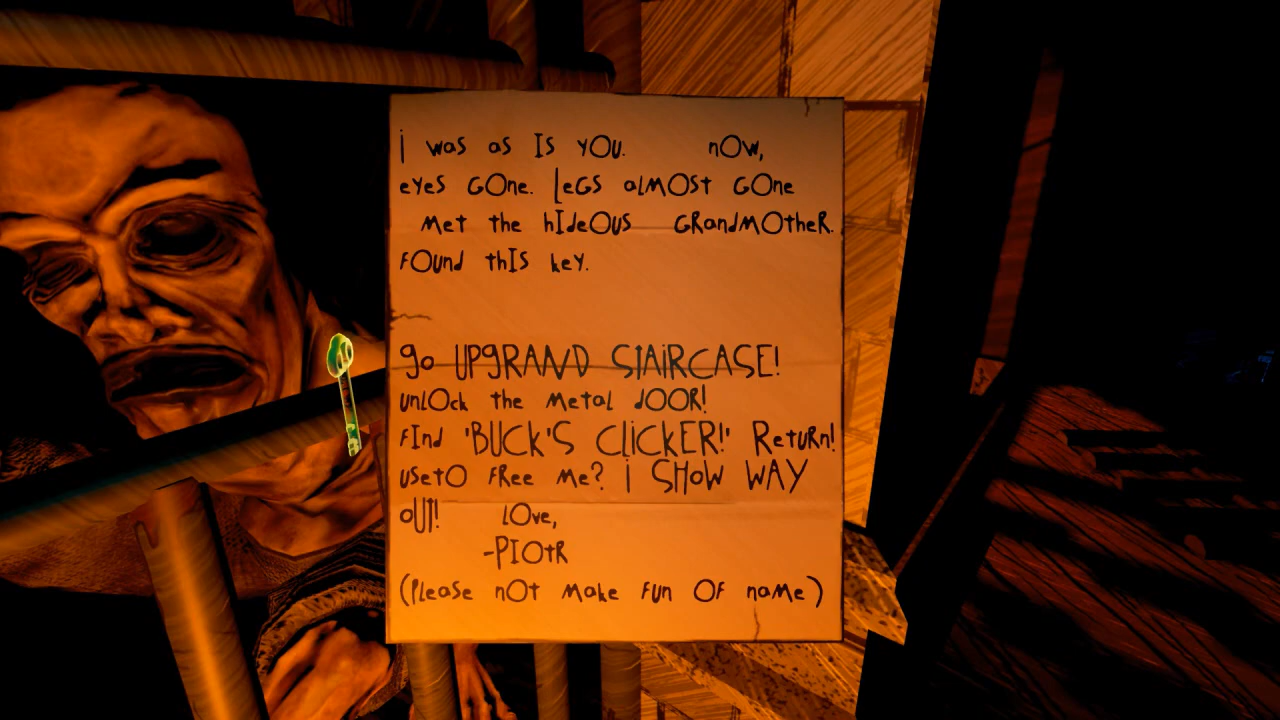 i was as Is yOU. nOw,
eyes GOne. LeGS alMOSt GOne
Met the hIdeOUS GRandMOtheR.
FOund thIS key.
go UPgRAND STAiRCASE!
unlOck the Metal dOOR!
FInd 'BUCK'S CliCKER!' RetuRn!
USetO FRee Me? i SHOW WAY
oUT! lOve,
-PIOtR
(Please nOt Make FUn OF naMe)